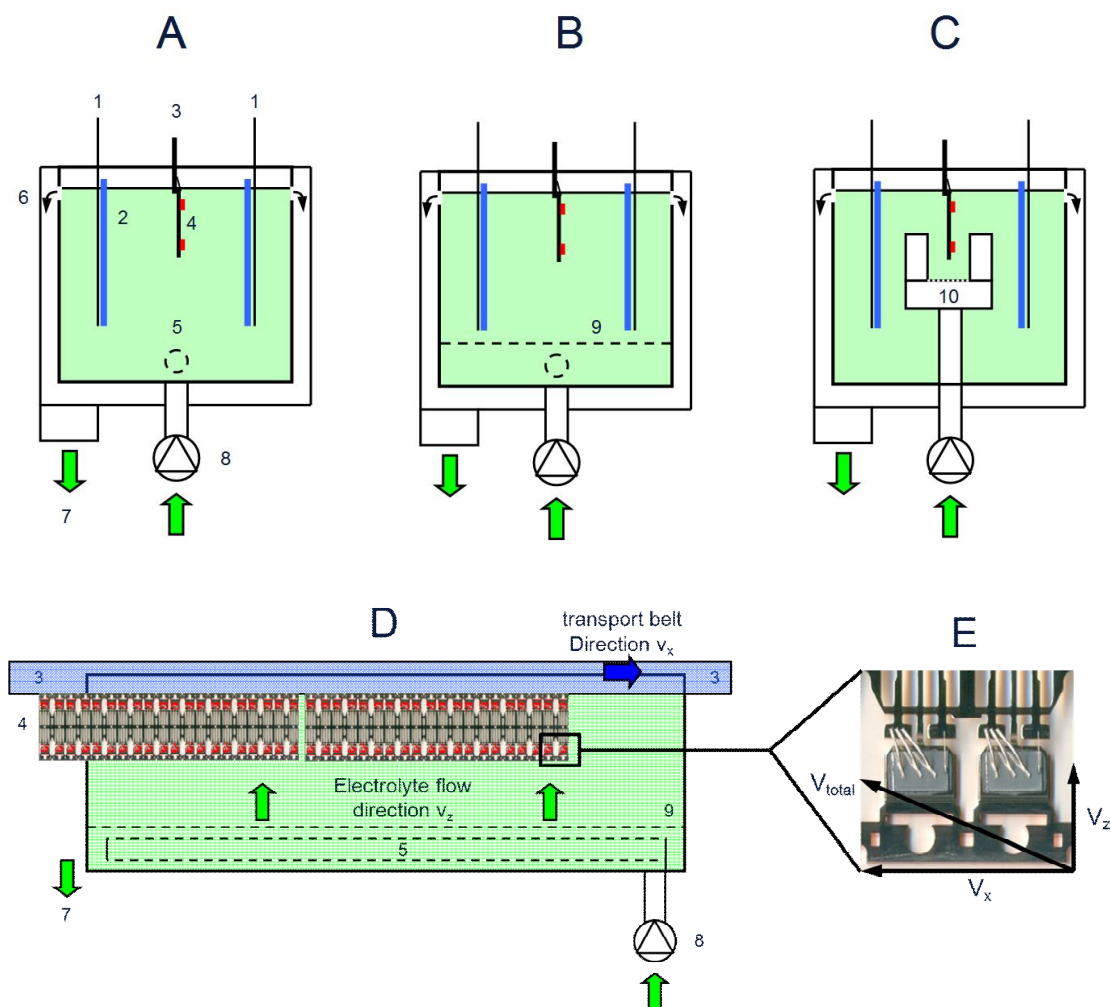 A
B
C
1
3
1
6
2
4
5
9
10
8
7
D
transport belt
Direction vx
E
3
3
4
Electrolyte flow
direction vz
9
5
7
8
Vtotal
Vz
Vx